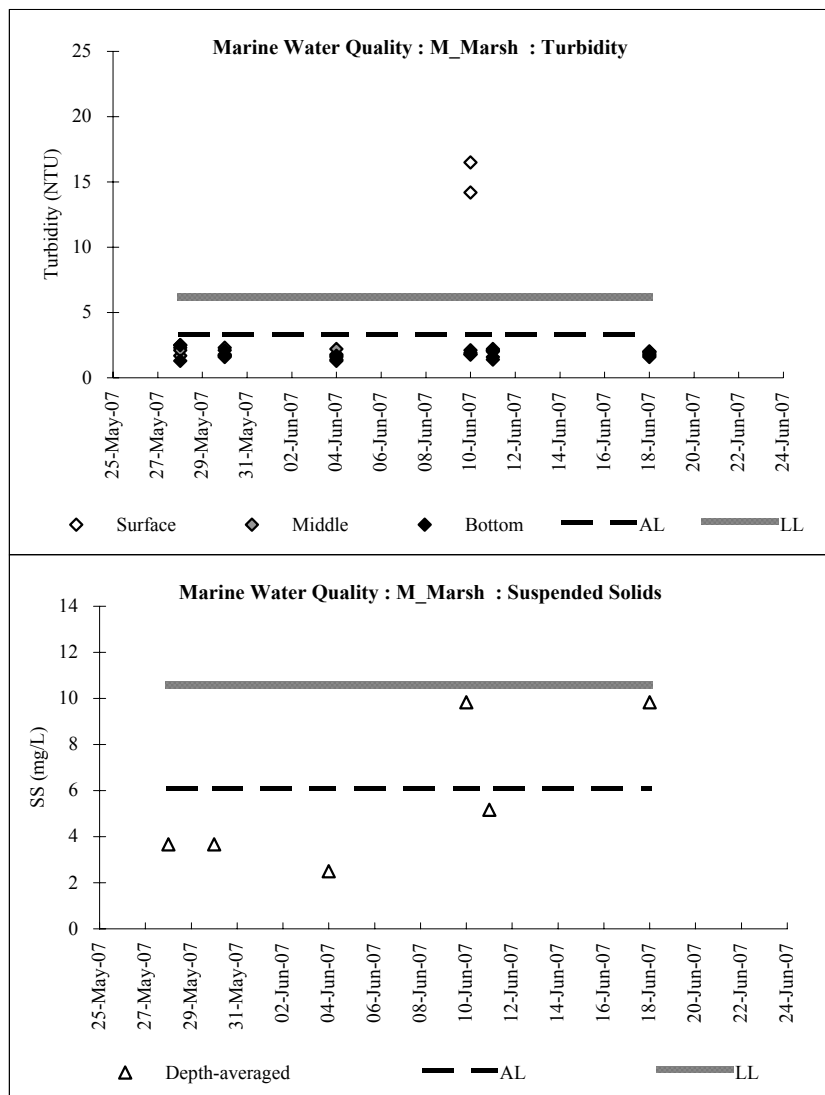 Marine Water Quality : M_Marsh : Turbidity
25
20
15
10
5
0
Turbidity (NTU)
25-May-07
27-May-07
29-May-07
31-May-07
02-Jun-07
04-Jun-07
06-Jun-07
08-Jun-07
10-Jun-07
12-Jun-07
14-Jun-07
16-Jun-07
18-Jun-07
20-Jun-07
22-Jun-07
24-Jun-07
Surface Middle Bottom AL LL
Marine Water Quality : M_Marsh : Suspended Solids
14
12
10
8
6
4
2
0
SS (mg/L)
25-May-07
27-May-07
29-May-07
31-May-07
02-Jun-07
04-Jun-07
06-Jun-07
08-Jun-07
10-Jun-07
12-Jun-07
14-Jun-07
16-Jun-07
18-Jun-07
20-Jun-07
22-Jun-07
24-Jun-07
Depth-averaged AL LL